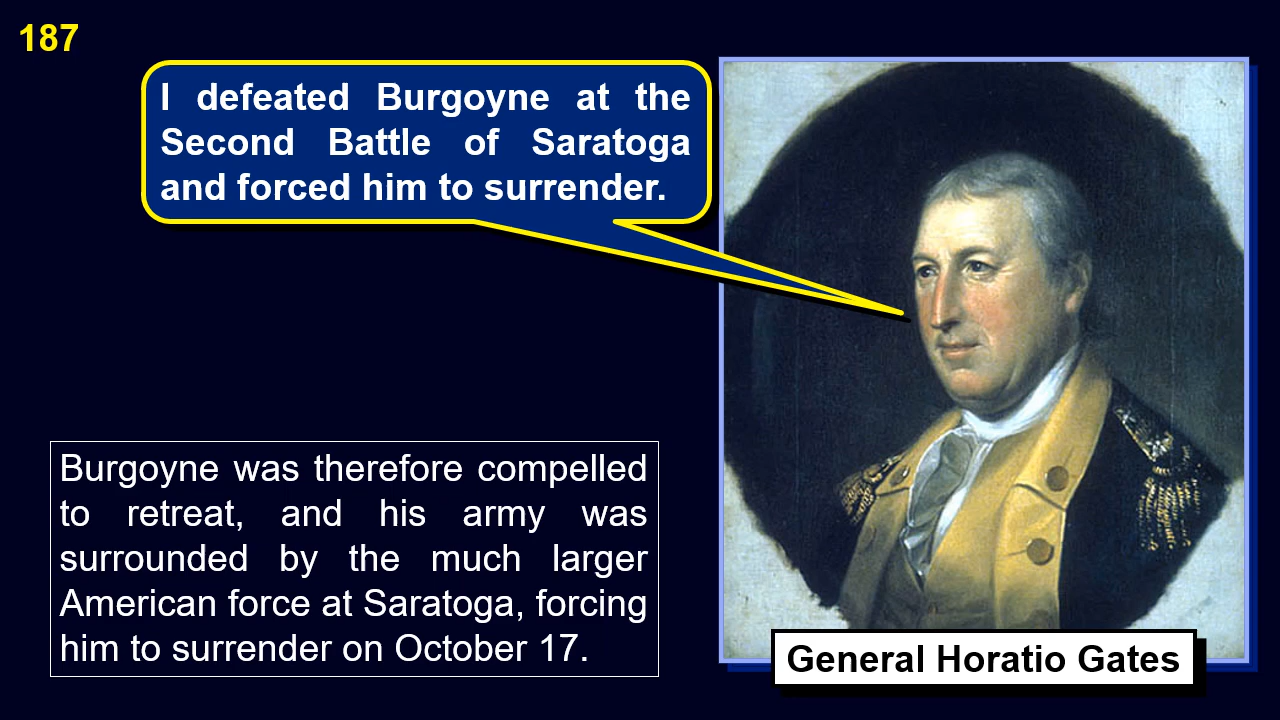 187
I defeated Burgoyne at the
Second Battle of Saratoga
and forced him to surrender.
Burgoyne was therefore compelled
to retreat, and his army was
surrounded by the much larger
American force at Saratoga, forcing
him to surrender on October 17.
General Horatio Gates